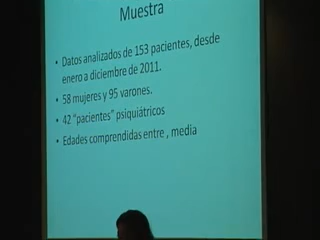 Muestra
• Datos analizados de 153 pacientes, desde
enero a diciembre de 2011.
• 58 mujeres y 95 varones.
• 42 "pacientes" psiquiátricos
• Edades comprendidas entre , media